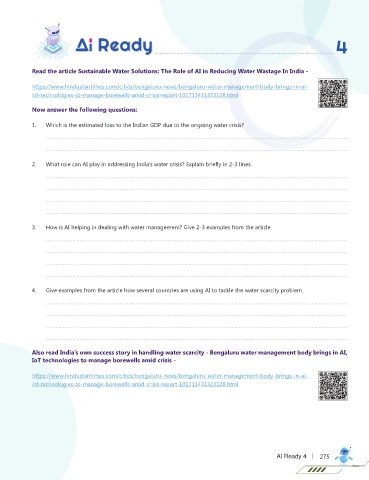 Ai Ready
4
Read the article Sustainable Water Solutions: The Role of AI in Reducing Water Wastage In India -
https://www.hindustantimes.com/cities/bengaluru-news/bengaluru-water-management-body-brings-in-ai-
iot-technologies-to-manage-borewells-amid-crisis-report-101711431323128.html
Now answer the following questions:
1. Which is the estimated loss to the Indian GDP due to the ongoing water crisis?
2. What role can AI play in addressing India's water crisis? Explain briefly in 2-3 lines.
3. How is AI helping in dealing with water management? Give 2-3 examples from the article.
4. Give examples from the article how several countries are using AI to tackle the water scarcity problem.
Also read India's own success story in handling water scarcity - Bengaluru water management body brings in AI,
IoT technologies to manage borewells amid crisis -
https://www.hindustantimes.com/cities/bengaluru-news/bengaluru-water-management-body-brings-in-ai-
iot-technologies-to-manage-borewells-amid-crisis-report-101711431323128.html
AI Ready 4 | 275